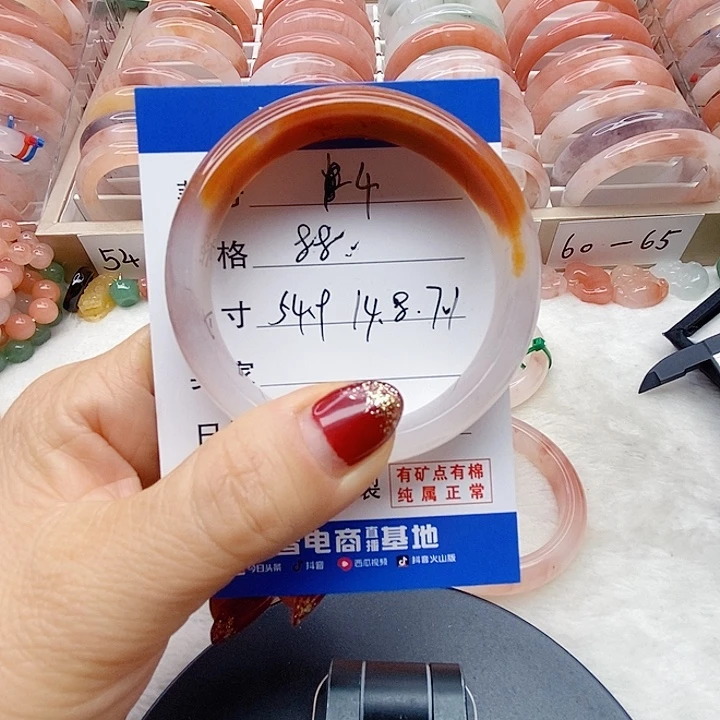 4
格 88.
寸 54.9 14.8.7.1
54
60-65
有矿点有棉
纯属正常
电商直播基地
今日头条 抖音 西瓜视频 抖音火山版